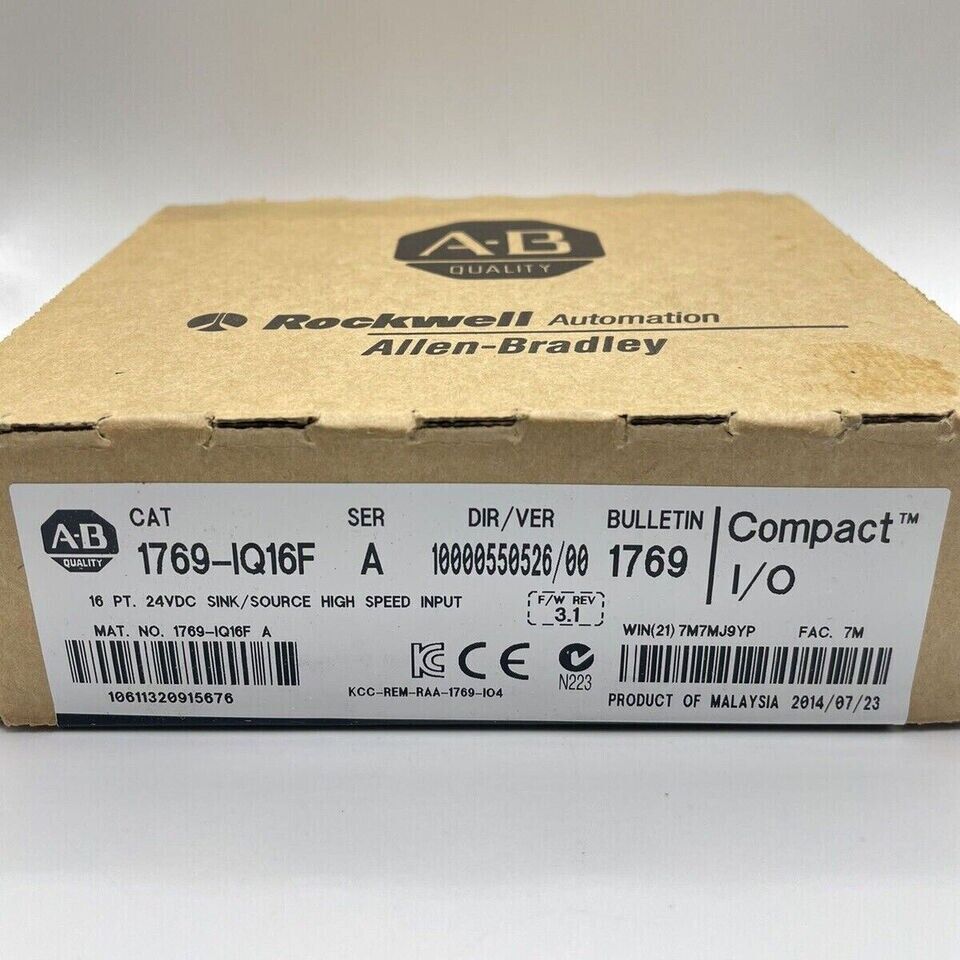 A-B
QUALITY
Rockwell Automation
Allen-Bradley
A-B
QUALITY
CAT
SER
DIR/VER
BULLETIN
Compact™
I/O
1769-IQ16F
A
10000550526/00
1769
16 PT. 24VDC SINK/SOURCE HIGH SPEED INPUT
F/W REV
3.1
MAT. NO. 1769-IQ16F A
WIN(21) 7M7MJ9YP
FAC. 7M
10611320915676
KC CE
N223
KCC-REM-RAA-1769-IO4
PRODUCT OF MALAYSIA 2014/07/23